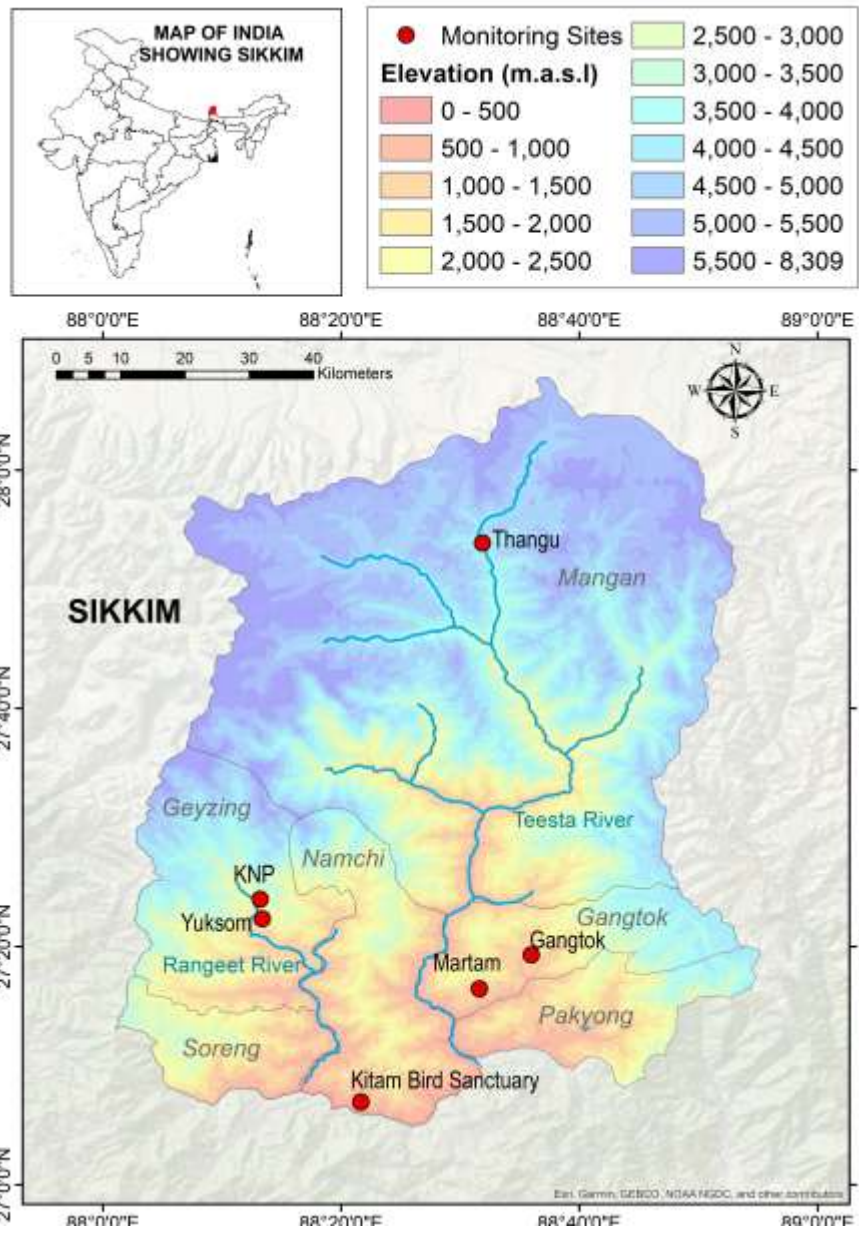 MAP OF INDIA
SHOWING SIKKIM
Monitoring Sites
Elevation (m.a.s.l)
0 - 500
500 - 1,000
1,000 - 1,500
1,500 - 2,000
2,000 - 2,500
2,500 - 3,000
3,000 - 3,500
3,500 - 4,000
4,000 - 4,500
4,500 - 5,000
5,000 - 5,500
5,500 - 8,309
88°0'0"E 88°20'0"E 88°40'0"E 89°0'0"E
0 5 10 20 30 40
Kilometers
N
W E
S
28°0'0"N
Thangu
Mangan
SIKKIM
27°40'0"N
Geyzing
Teesta River
Namchi
KNP
Yuksom
Gangtok
27°20'0"N
Gangtok
Rangeet River
Martam
Pakyong
Soreng
Kitam Bird Sanctuary
27°0'0"N
Esri, Garmin, GEBCO, NOAA NGDC, and other contributors
88°0'0"E 88°20'0"E 88°40'0"E 89°0'0"E